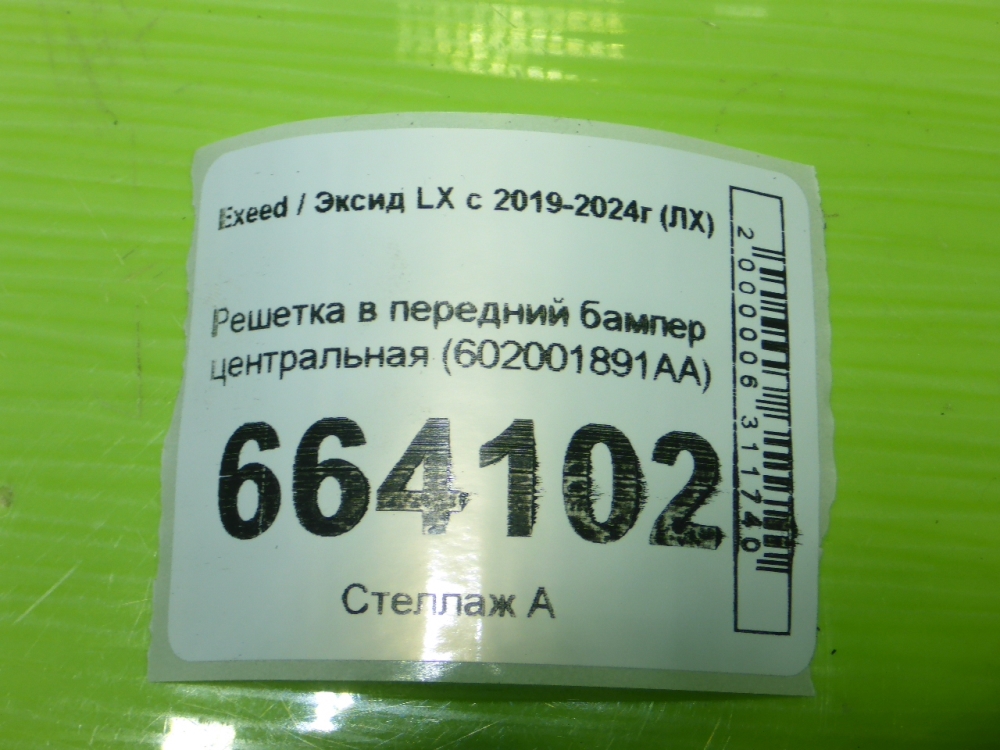 Exeed / Эксид LX с 2019-2024г (ЛХ)
Решетка в передний бампер
центральная (602001891AA)
664102
Стеллаж А
2000006311740